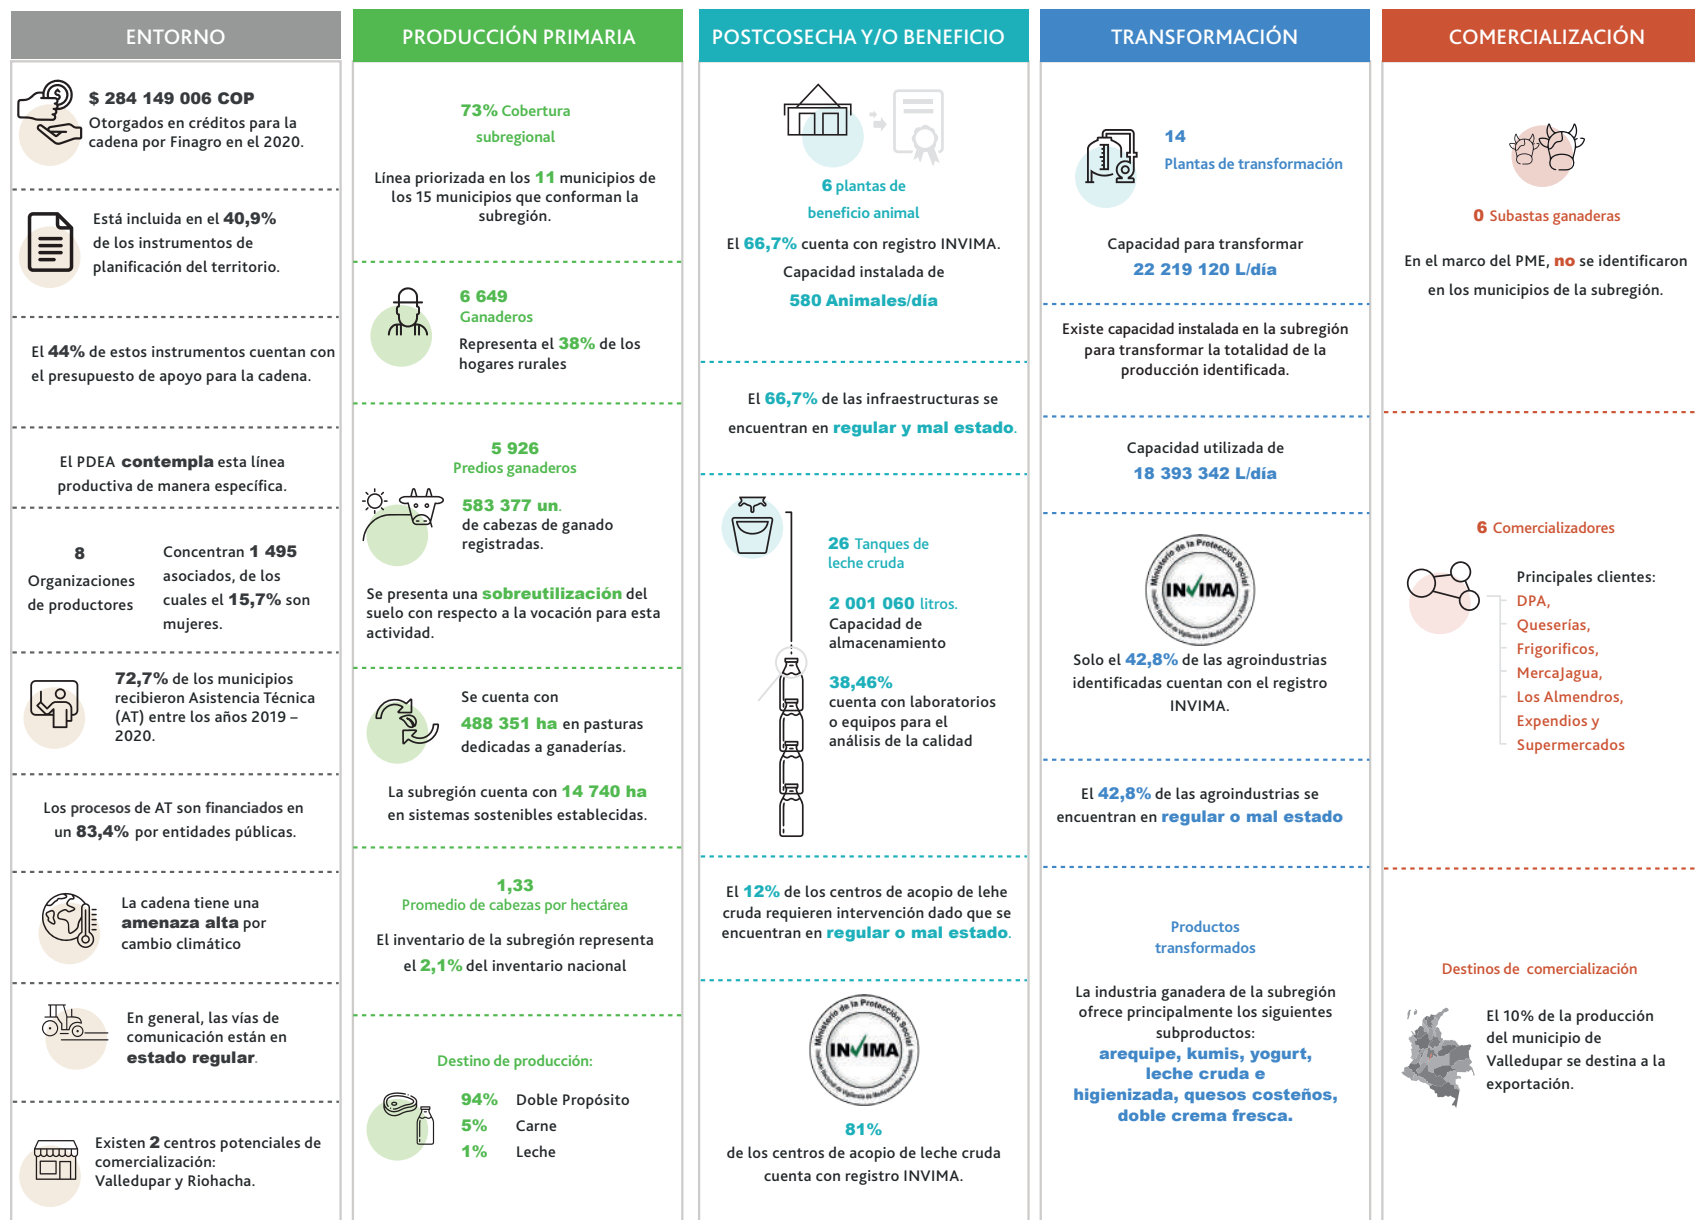 ENTORNO
$ 284 149 006 COP
Otorgados en créditos para la
cadena por Finagro en el 2020.
Está incluida en el 40,9%
de los instrumentos de
planificación del territorio.
El 44% de estos instrumentos cuentan con
el presupuesto de apoyo para la cadena.
El PDEA contempla esta línea
productiva de manera específica.
8
Organizaciones
de productores
Concentran 1 495
asociados, de los
cuales el 15,7% son
mujeres.
72,7% de los municipios
recibieron Asistencia Técnica
(AT) entre los años 2019 –
2020.
Los procesos de AT son financiados en
un 83,4% por entidades públicas.
La cadena tiene una
amenaza alta por
cambio climático
En general, las vías de
comunicación están en
estado regular.
Existen 2 centros potenciales de
comercialización:
Valledupar y Riohacha.
PRODUCCIÓN PRIMARIA
73% Cobertura
subregional
Línea priorizada en los 11 municipios de
los 15 municipios que conforman la
subregión.
6 649
Ganaderos
Representa el 38% de los
hogares rurales
5 926
Predios ganaderos
583 377 un.
de cabezas de ganado
registradas.
Se presenta una sobreutilización del
suelo con respecto a la vocación para esta
actividad.
Se cuenta con
488 351 ha en pasturas
dedicadas a ganaderías.
La subregión cuenta con 14 740 ha
en sistemas sostenibles establecidas.
1,33
Promedio de cabezas por hectárea
El inventario de la subregión representa
el 2,1% del inventario nacional
Destino de producción:
94% Doble Propósito
5% Carne
1% Leche
POSTCOSECHA Y/O BENEFICIO
6 plantas de
beneficio animal
El 66,7% cuenta con registro INVIMA.
Capacidad instalada de
580 Animales/día
El 66,7% de las infraestructuras se
encuentran en regular y mal estado.
26 Tanques de
leche cruda
2 001 060 litros.
Capacidad de
almacenamiento
38,46%
cuenta con laboratorios
o equipos para el
análisis de la calidad
El 12% de los centros de acopio de lehe
cruda requieren intervención dado que se
encuentran en regular o mal estado.
Ministerio de la Protección Social
INVIMA
81%
de los centros de acopio de leche cruda
cuenta con registro INVIMA.
TRANSFORMACIÓN
14
Plantas de transformación
Capacidad para transformar
22 219 120 L/día
Existe capacidad instalada en la subregión
para transformar la totalidad de la
producción identificada.
Capacidad utilizada de
18 393 342 L/día
Ministerio de la Protección Social
INVIMA
Solo el 42,8% de las agroindustrias
identificadas cuentan con el registro
INVIMA.
El 42,8% de las agroindustrias se
encuentran en regular o mal estado
Productos
transformados
La industria ganadera de la subregión
ofrece principalmente los siguientes
subproductos:
arequipe, kumis, yogurt,
leche cruda e
higienizada, quesos costeños,
doble crema fresca.
COMERCIALIZACIÓN
0 Subastas ganaderas
En el marco del PME, no se identificaron
en los municipios de la subregión.
6 Comercializadores
Principales clientes:
DPA,
Queserías,
Frigorificos,
MercaJagua,
Los Almendros,
Expendios y
Supermercados
Destinos de comercialización
El 10% de la producción
del municipio de
Valledupar se destina a la
exportación.